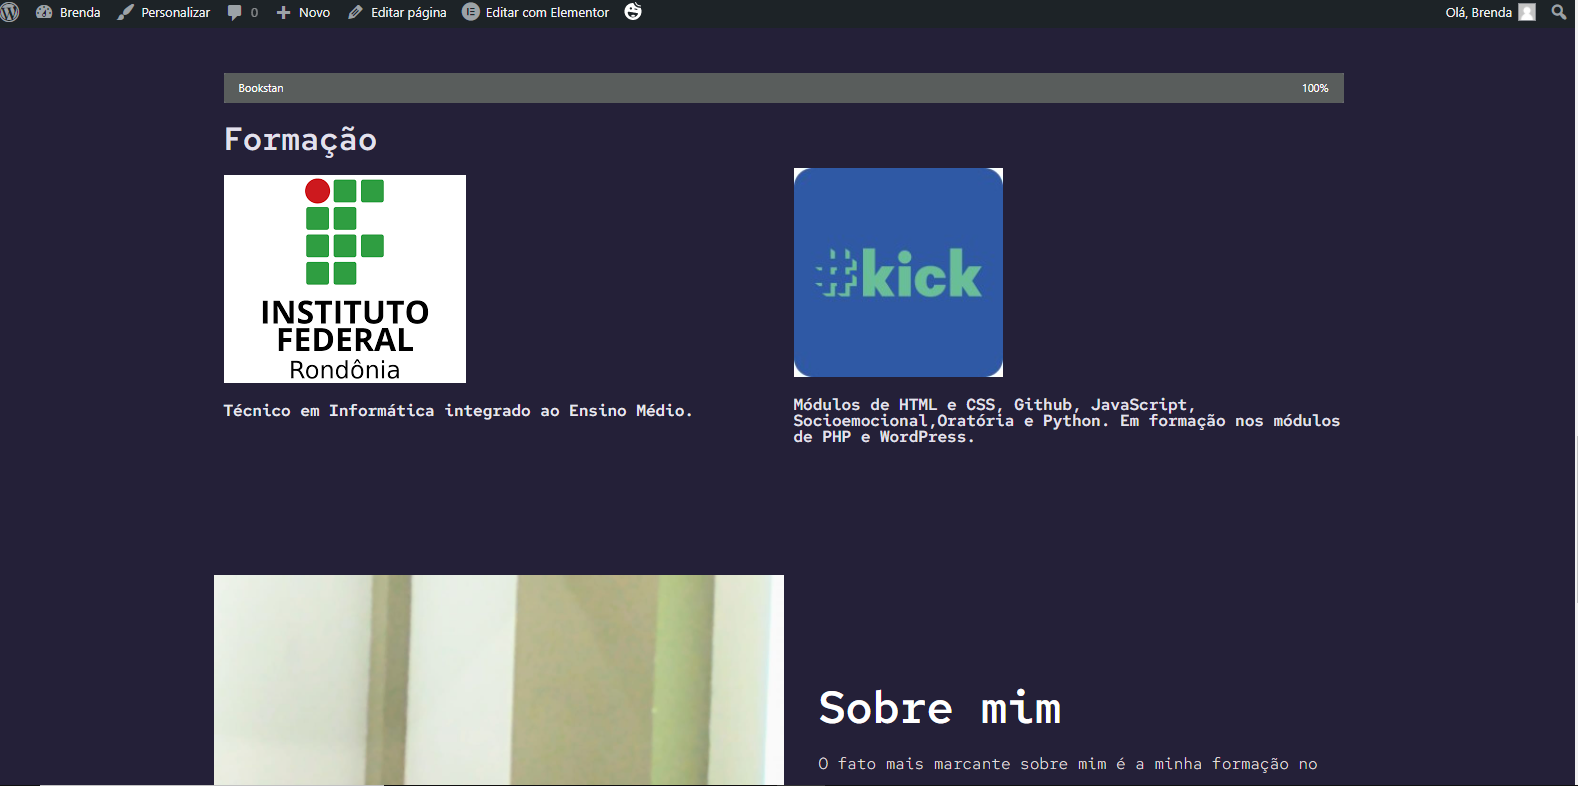 Brenda Personalizar 0 Novo Editar página Editar com Elementor Olá, Brenda
Bookstan 100%
Formação
INSTITUTO
FEDERAL
Rondônia
#kick
Técnico em Informática integrado ao Ensino Médio.
Módulos de HTML e CSS, Github, JavaScript,
Socioemocional,Oratória e Python. Em formação nos módulos
de PHP e WordPress.
Sobre mim
O fato mais marcante sobre mim é a minha formação no